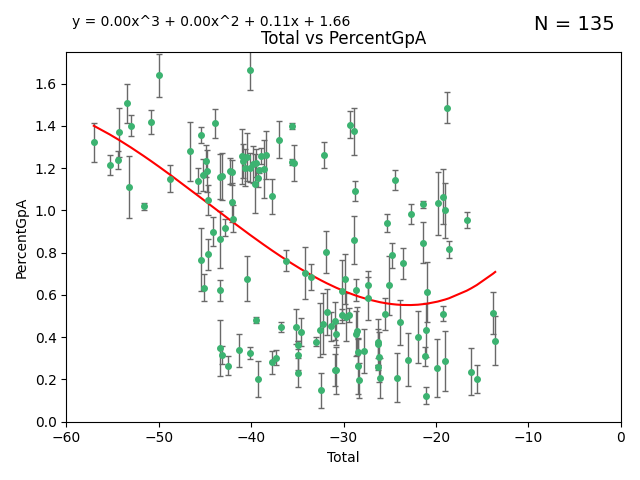 y = 0.00x^3 + 0.00x^2 + 0.11x + 1.66
N = 135
Total vs PercentGpA
PercentGpA
1.6
1.4
1.2
1.0
0.8
0.6
0.4
0.2
0.0
−60 −50 −40 −30 −20 −10 0
Total